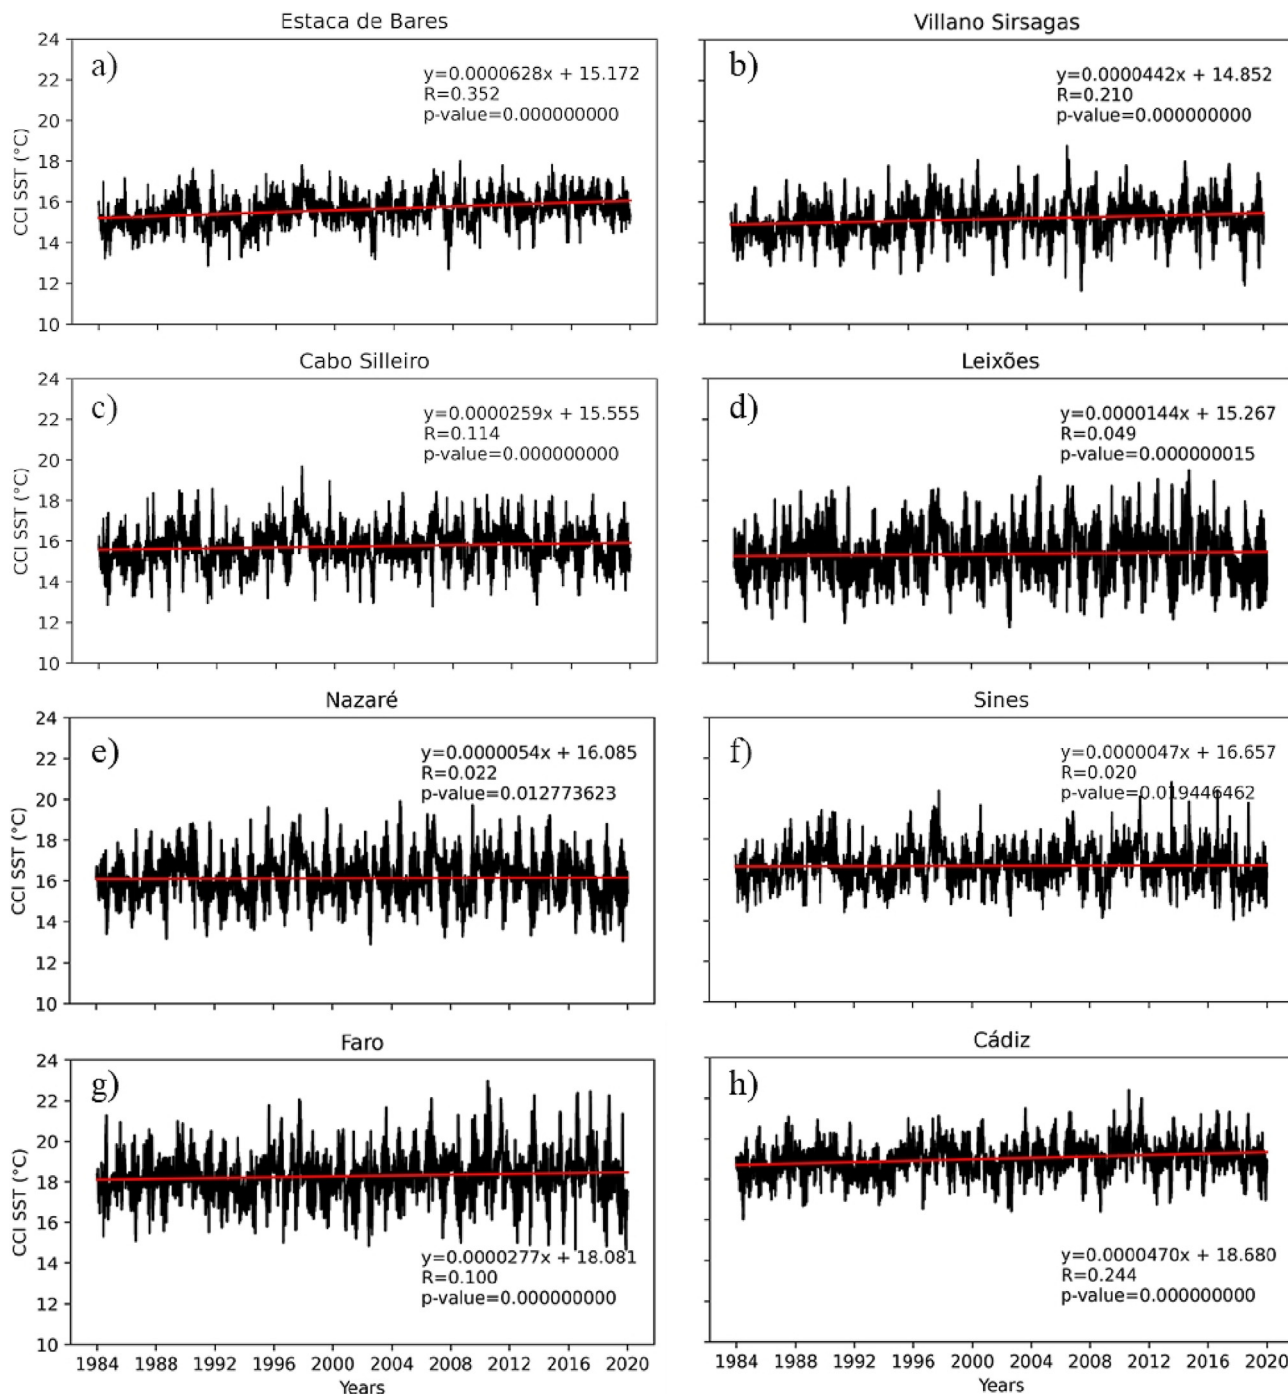 Estaca de Bares
a)
y=0.0000628x + 15.172
R=0.352
p-value=0.000000000
CCI SST (°C)
24
22
20
18
16
14
12
10
Villano Sirsagas
b)
y=0.0000442x + 14.852
R=0.210
p-value=0.000000000
Cabo Silleiro
c)
y=0.0000259x + 15.555
R=0.114
p-value=0.000000000
CCI SST (°C)
24
22
20
18
16
14
12
10
Leixões
d)
y=0.0000144x + 15.267
R=0.049
p-value=0.000000015
Nazaré
e)
y=0.0000054x + 16.085
R=0.022
p-value=0.012773623
CCI SST (°C)
24
22
20
18
16
14
12
10
Sines
f)
y=0.0000047x + 16.657
R=0.020
p-value=0.019446462
Faro
g)
CCI SST (°C)
24
22
20
18
16
14
12
10
y=0.0000277x + 18.081
R=0.100
p-value=0.000000000
1984 1988 1992 1996 2000 2004 2008 2012 2016 2020
Years
Cádiz
h)
y=0.0000470x + 18.680
R=0.244
p-value=0.000000000
1984 1988 1992 1996 2000 2004 2008 2012 2016 2020
Years